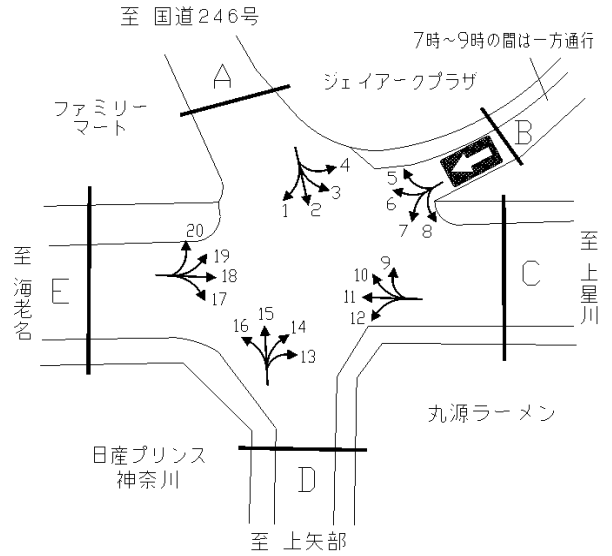 至 国道246号
7時～9時の間は一方通行
A
ジェイアークプラザ
ファミリー
マート
B
4
3
1
2
5
6
7
8
20
19
18
17
至 海老名
E
C
至 上星川
9
10
11
12
16
15
14
13
丸源ラーメン
日産プリンス
神奈川
D
至 上矢部